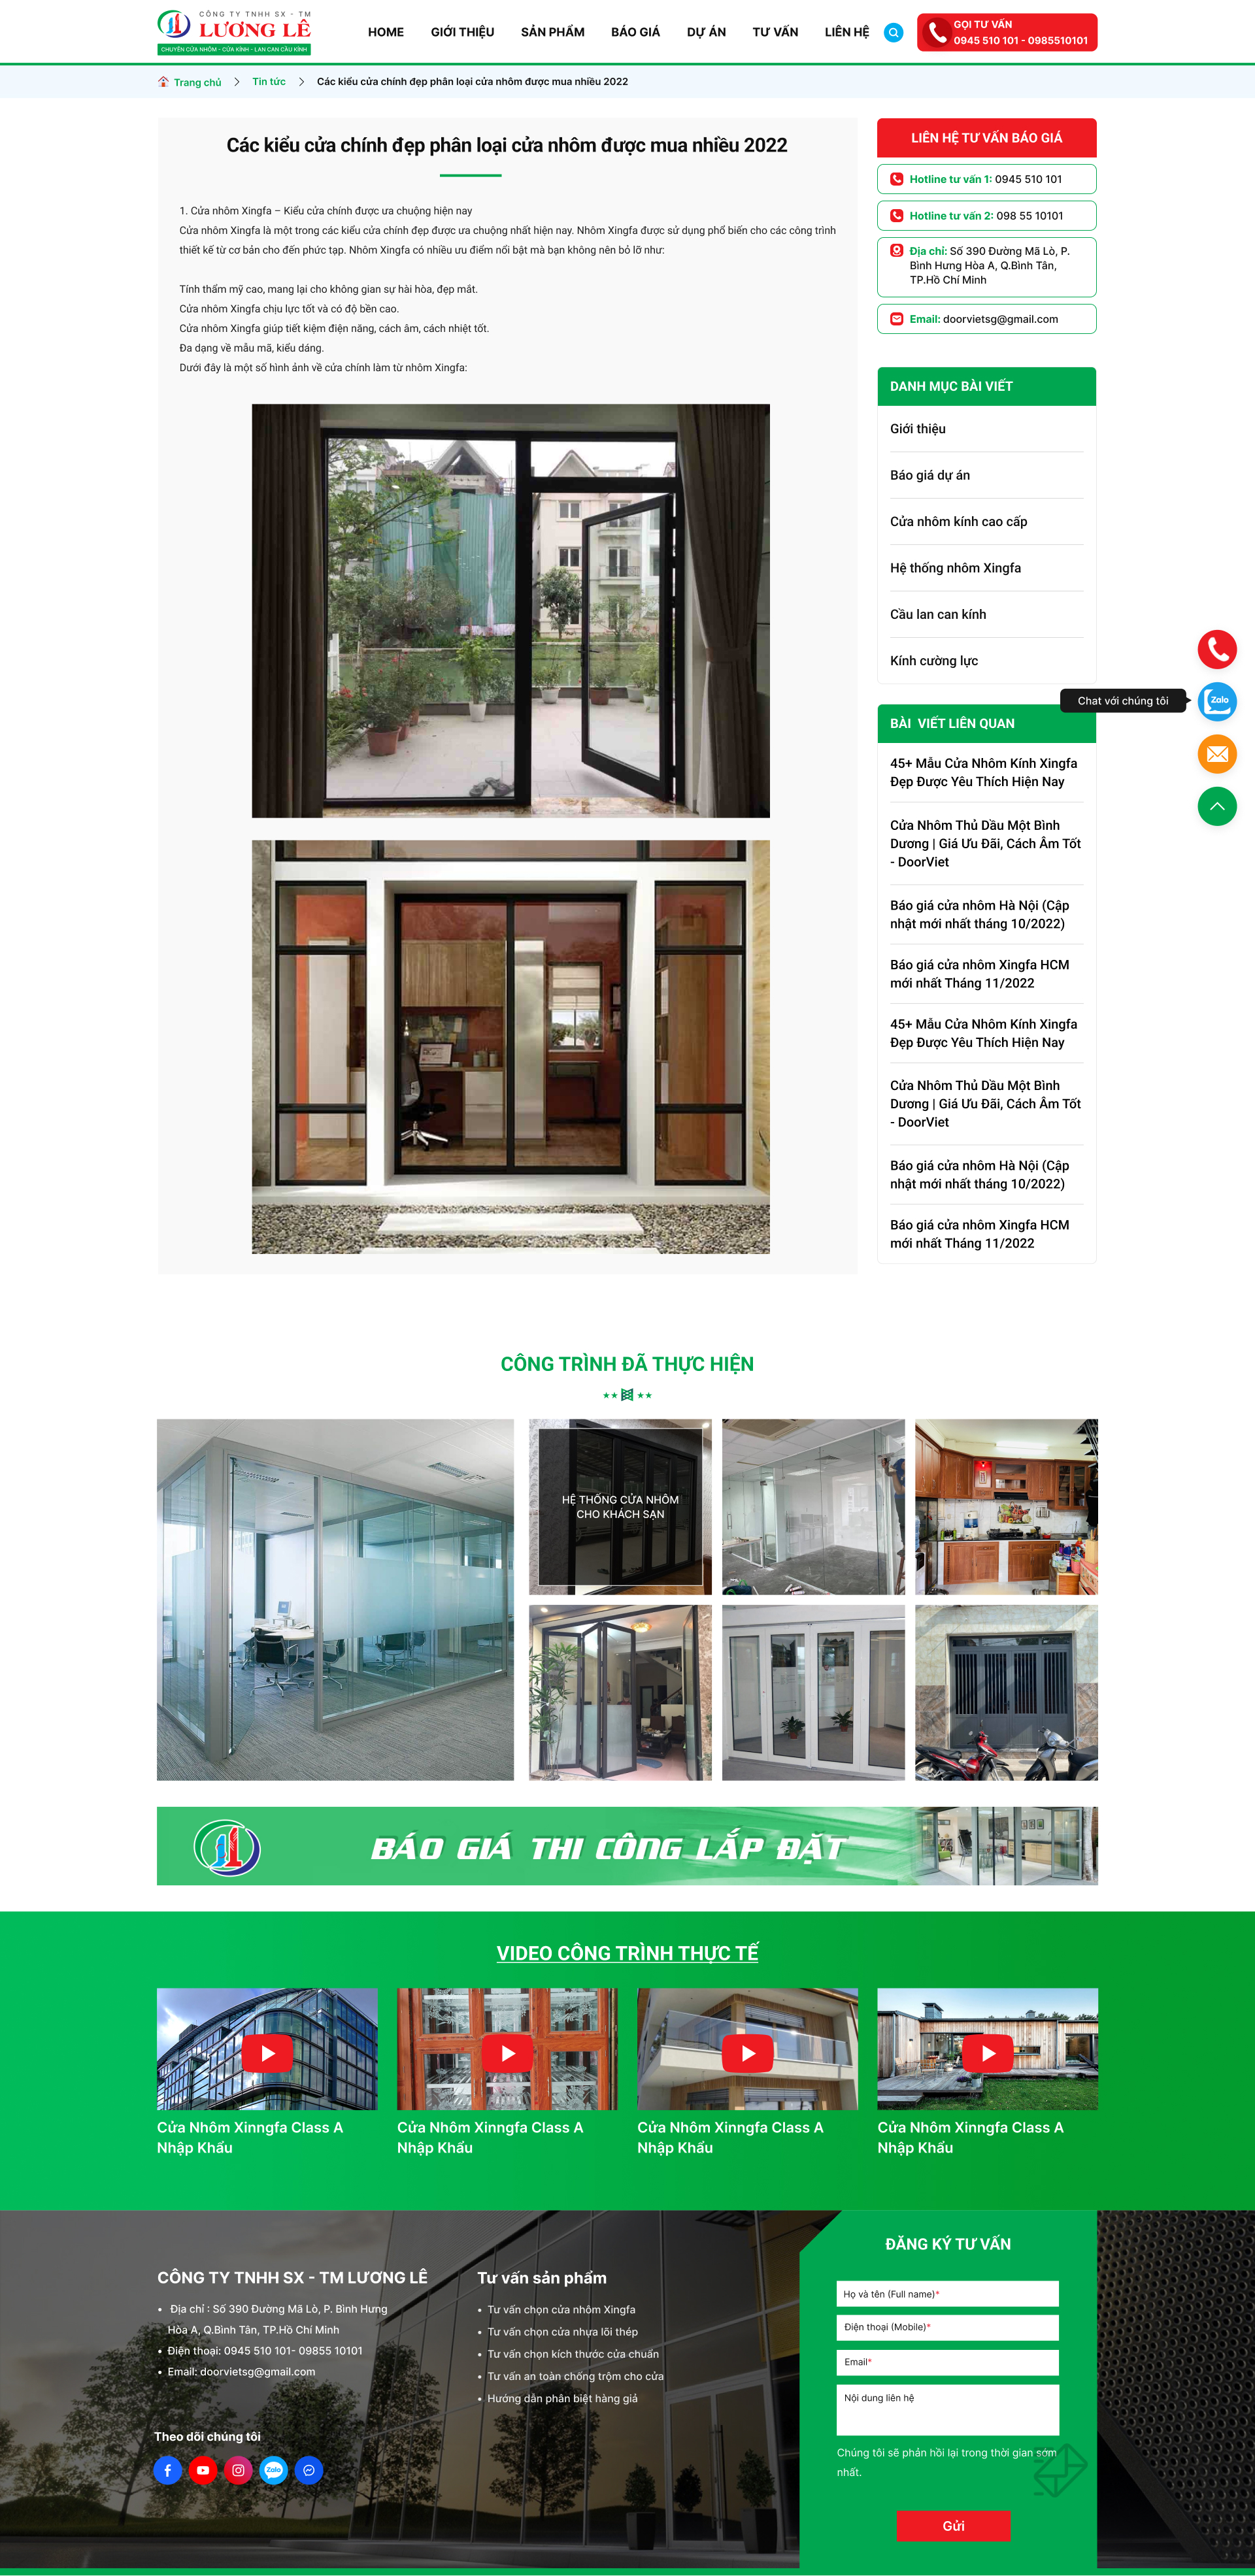 CÔNG TY TNHH SX - TM
LƯƠNG LÊ
CHUYÊN CỬA NHÔM - CỬA KÍNH - LAN CAN CẦU KÍNH
HOME
GIỚI THIỆU
SẢN PHẨM
BÁO GIÁ
DỰ ÁN
TƯ VẤN
LIÊN HỆ
GỌI TƯ VẤN
0945 510 101 - 0985510101
Trang chủ
Tin tức
Các kiểu cửa chính đẹp phân loại cửa nhôm được mua nhiều 2022
Các kiểu cửa chính đẹp phân loại cửa nhôm được mua nhiều 2022
1. Cửa nhôm Xingfa – Kiểu cửa chính được ưa chuộng hiện nay
Cửa nhôm Xingfa là một trong các kiểu cửa chính đẹp được ưa chuộng nhất hiện nay. Nhôm Xingfa được sử dụng phổ biến cho các công trình
thiết kế từ cơ bản cho đến phức tạp. Nhôm Xingfa có nhiều ưu điểm nổi bật mà bạn không nên bỏ lỡ như:
Tính thẩm mỹ cao, mang lại cho không gian sự hài hòa, đẹp mắt.
Cửa nhôm Xingfa chịu lực tốt và có độ bền cao.
Cửa nhôm Xingfa giúp tiết kiệm điện năng, cách âm, cách nhiệt tốt.
Đa dạng về mẫu mã, kiểu dáng.
Dưới đây là một số hình ảnh về cửa chính làm từ nhôm Xingfa:
LIÊN HỆ TƯ VẤN BÁO GIÁ
Hotline tư vấn 1: 0945 510 101
Hotline tư vấn 2: 098 55 10101
Địa chỉ: Số 390 Đường Mã Lò, P.
Bình Hưng Hòa A, Q.Bình Tân,
TP.Hồ Chí Minh
Email: doorvietsg@gmail.com
DANH MỤC BÀI VIẾT
Giới thiệu
Báo giá dự án
Cửa nhôm kính cao cấp
Hệ thống nhôm Xingfa
Cầu lan can kính
Kính cường lực
Chat với chúng tôi
Zalo
BÀI VIẾT LIÊN QUAN
45+ Mẫu Cửa Nhôm Kính Xingfa
Đẹp Được Yêu Thích Hiện Nay
Cửa Nhôm Thủ Dầu Một Bình
Dương | Giá Ưu Đãi, Cách Âm Tốt
- DoorViet
Báo giá cửa nhôm Hà Nội (Cập
nhật mới nhất tháng 10/2022)
Báo giá cửa nhôm Xingfa HCM
mới nhất Tháng 11/2022
45+ Mẫu Cửa Nhôm Kính Xingfa
Đẹp Được Yêu Thích Hiện Nay
Cửa Nhôm Thủ Dầu Một Bình
Dương | Giá Ưu Đãi, Cách Âm Tốt
- DoorViet
Báo giá cửa nhôm Hà Nội (Cập
nhật mới nhất tháng 10/2022)
Báo giá cửa nhôm Xingfa HCM
mới nhất Tháng 11/2022
CÔNG TRÌNH ĐÃ THỰC HIỆN
HỆ THỐNG CỬA NHÔM
CHO KHÁCH SẠN
BÁO GIÁ THI CÔNG LẮP ĐẶT
VIDEO CÔNG TRÌNH THỰC TẾ
Cửa Nhôm Xinngfa Class A
Nhập Khẩu
Cửa Nhôm Xinngfa Class A
Nhập Khẩu
Cửa Nhôm Xinngfa Class A
Nhập Khẩu
Cửa Nhôm Xinngfa Class A
Nhập Khẩu
CÔNG TY TNHH SX - TM LƯƠNG LÊ
• Địa chỉ : Số 390 Đường Mã Lò, P. Bình Hưng
Hòa A, Q.Bình Tân, TP.Hồ Chí Minh
• Điện thoại: 0945 510 101- 09855 10101
• Email: doorvietsg@gmail.com
Theo dõi chúng tôi
Zalo
Tư vấn sản phẩm
• Tư vấn chọn cửa nhôm Xingfa
• Tư vấn chọn cửa nhựa lõi thép
• Tư vấn chọn kích thước cửa chuẩn
• Tư vấn an toàn chống trộm cho cửa
• Hướng dẫn phân biệt hàng giả
ĐĂNG KÝ TƯ VẤN
Họ và tên (Full name)*
Điện thoại (Mobile)*
Email*
Nội dung liên hệ
Chúng tôi sẽ phản hồi lại trong thời gian sớm
nhất.
Gửi